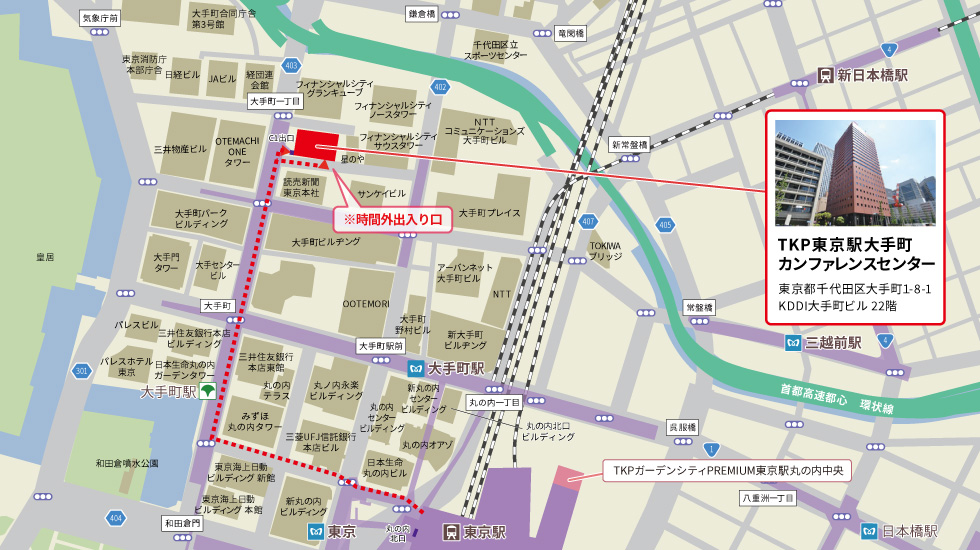 気象庁前
大手町合同庁舎
第3号館
鎌倉橋
竜閑橋
千代田区立
スポーツセンター
4
新日本橋駅
東京消防庁
本部庁舎
日経ビル
JAビル
経団連
会館
403
402
フィナンシャルシティ
グランキューブ
大手町一丁目
フィナンシャルシティ
ノースタワー
NTT
コミュニケーションズ
大手町ビル
三井物産ビル
OTEMACHI
ONE
タワー
C1出口
フィナンシャルシティ
サウスタワー
星のや
新常盤橋
読売新聞
東京本社
サンケイビル
※時間外出入り口
大手町プレイス
407
405
TKP東京駅大手町
カンファレンスセンター
東京都千代田区大手町1-8-1
KDDI大手町ビル 22階
大手町パーク
ビルディング
大手町ビルヂング
TOKIWA
ブリッジ
皇居
大手門
タワー
大手センター
ビル
アーバンネット
大手町ビル
NTT
OOTEMORI
大手町
大手町
野村ビル
新大手町
ビルヂング
常盤橋
パレスビル
三井住友銀行本店
ビルディング
大手町駅前
三越前駅
4
301
パレスホテル
東京
日本生命丸の内
ガーデンタワー
三井住友銀行
本店東館
大手町駅
大手町駅
丸の内
テラス
丸ノ内永楽
ビルディング
新丸の内
センター
ビルディング
丸の内
センター
ビルディング
丸の内一丁目
首都高速都心 環状線
みずほ
丸の内タワー
三菱UFJ信託銀行
本店ビル
丸の内オアゾ
丸の内北口
ビルディング
呉服橋
1
和田倉噴水公園
東京海上日動
ビルディング 新館
日本生命
丸の内ビル
TKPガーデンシティPREMIUM東京駅丸の内中央
東京海上日動
ビルディング 本館
新丸の内
ビルディング
八重洲一丁目
404
和田倉門
東京
丸の内
北口
東京駅
日本橋駅